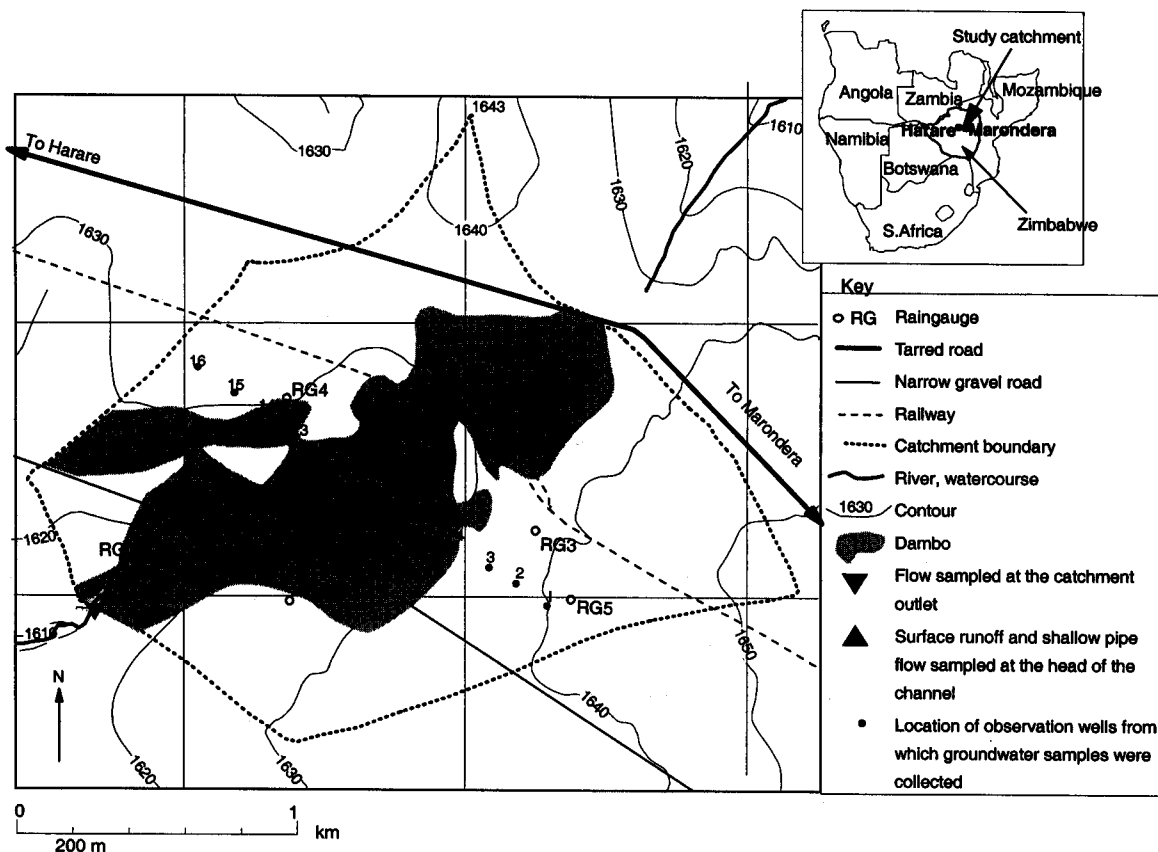 Study catchment
Angola
Zambia
Mozambique
Harare Marondera
Namibia
Botswana
Zimbabwe
S.Africa
1643
To Harare
1630
1610
1620
1630
1640
1630
Key
RG Raingauge
Tarred road
Narrow gravel road
Railway
Catchment boundary
River, watercourse
1630 Contour
Dambo
Flow sampled at the catchment
outlet
Surface runoff and shallow pipe
flow sampled at the head of the
channel
Location of observation wells from
which groundwater samples were
collected
16
15
RG4
3
To Marondera
1620
RG
RG3
3
2
1
RG5
1610
1650
N
1640
1620
1630
0 1
km
200 m